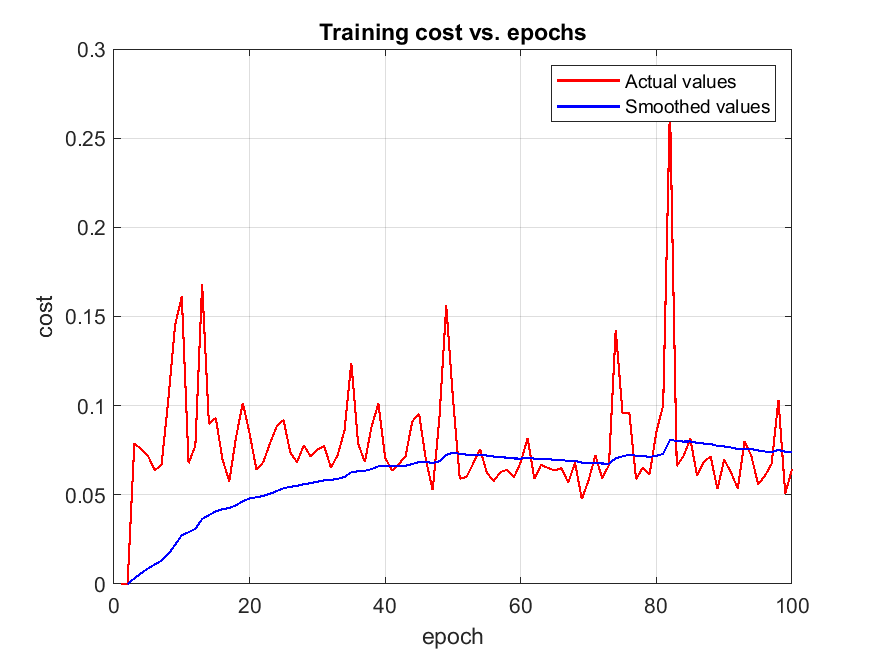 Training cost vs. epochs
Actual values
Smoothed values
0.3
0.25
0.2
0.15
0.1
0.05
0
cost
0 20 40 60 80 100
epoch